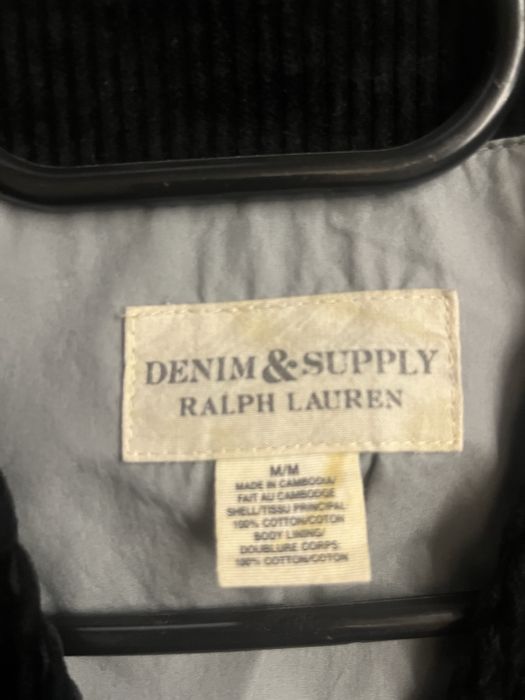 DENIM & SUPPLY
RALPH LAUREN
M/M
MADE IN CAMBODIA/
FAIT AU CAMBODGE
SHELL/TISSU PRINCIPAL
100% COTTON/COTON
BODY LINING/
DOUBLURE CORPS:
100% COTTON/COTON